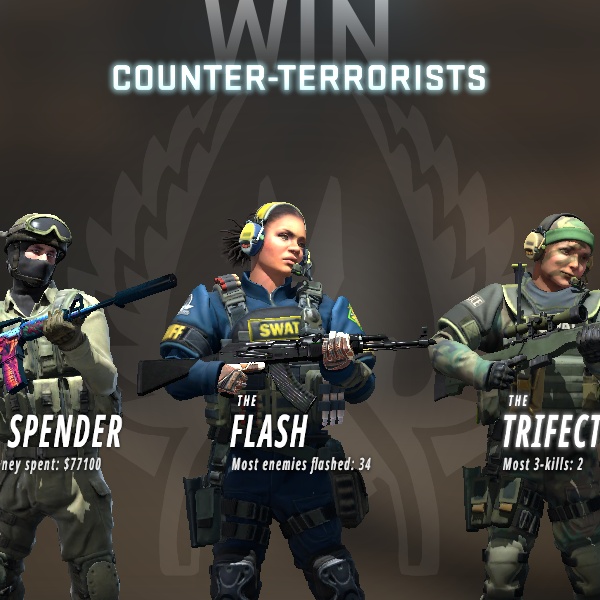 WIN
COUNTER-TERRORISTS
SPENDER
ney spent: $77100
SWAT
THE
FLASH
Most enemies flashed: 34
THE
TRIFECT
Most 3-kills: 2